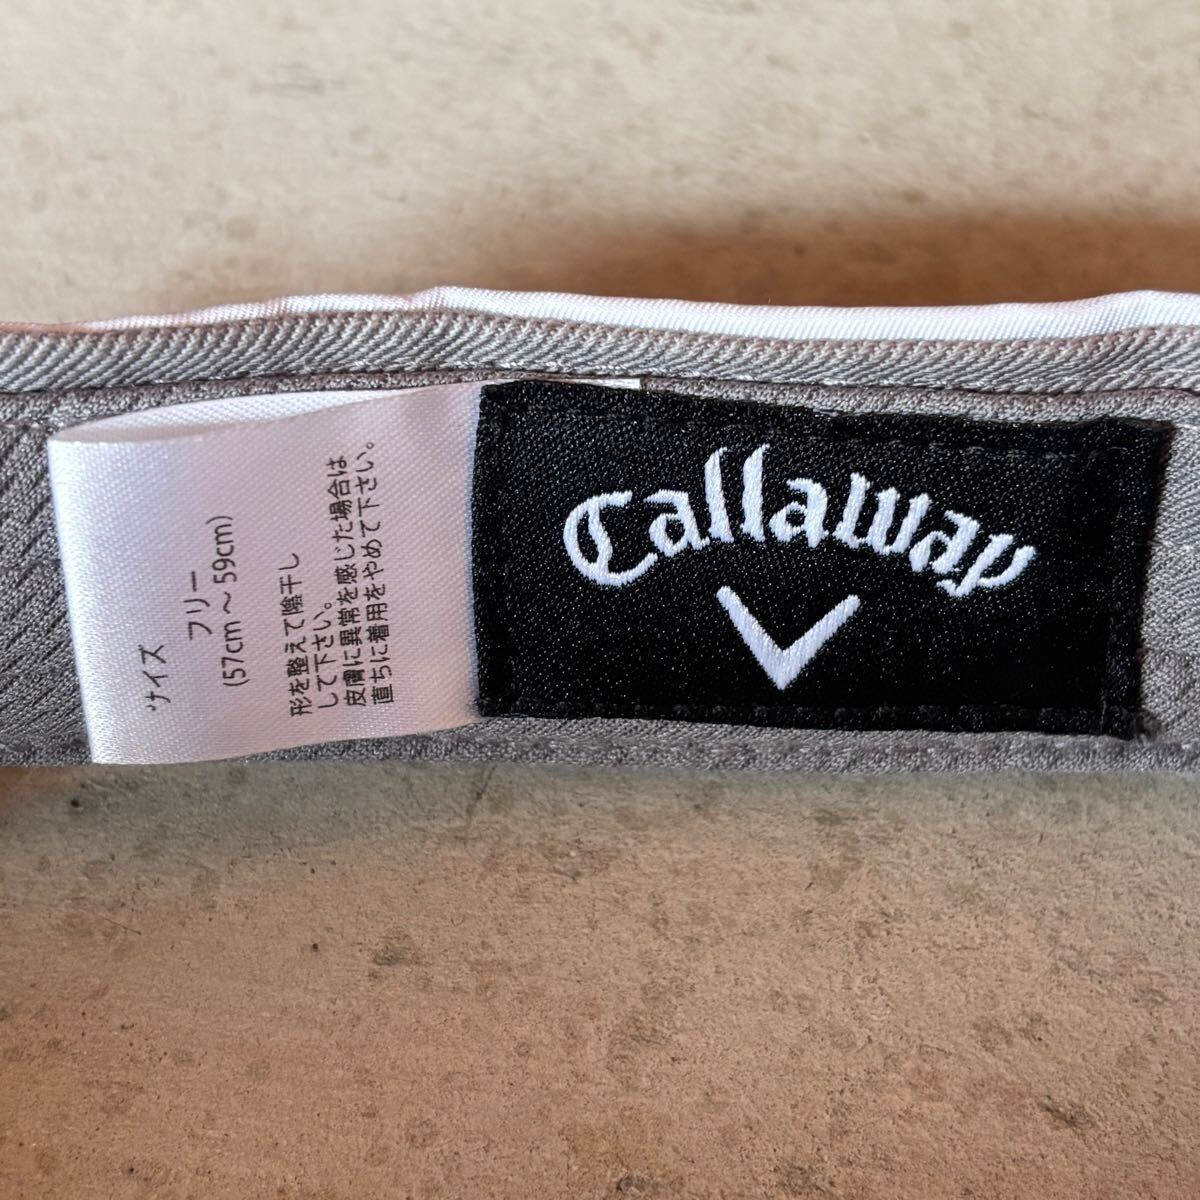 サイズ
フリー
(57cm～59cm)
形を整えて陰干し
して下さい。
皮膚に異常を感じた場合は
直ちに着用をやめて下さい。
Callaway